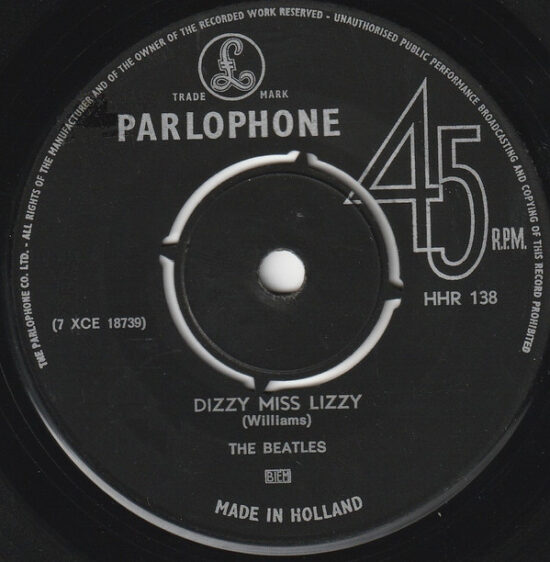 THE PARLOPHONE CO. LTD. - ALL RIGHTS OF THE MANUFACTURER AND OF THE OWNER OF THE RECORDED WORK RESERVED - UNAUTHORISED PUBLIC PERFORMANCE BROADCASTING AND COPYING OF THIS RECORD PROHIBITED
£
TRADE MARK
PARLOPHONE
45
R.P.M.
HHR 138
(7 XCE 18739)
DIZZY MISS LIZZY
(Williams)
THE BEATLES
BIEM
MADE IN HOLLAND